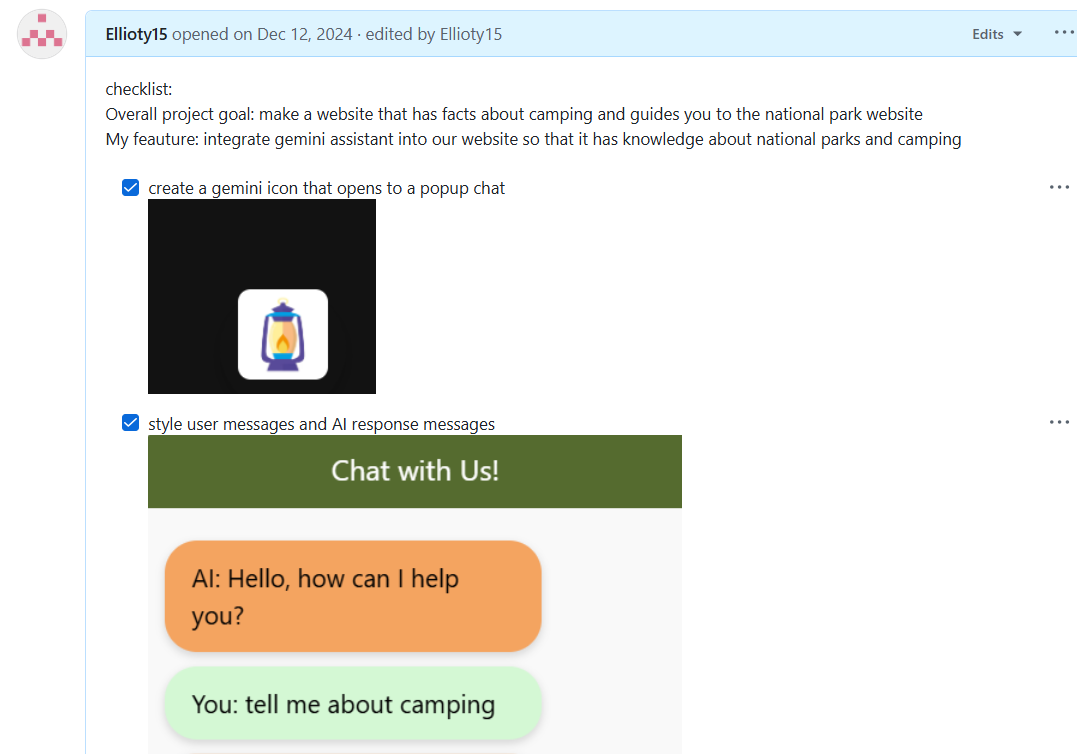 Ellioty15 opened on Dec 12, 2024 · edited by Ellioty15
Edits
checklist:
Overall project goal: make a website that has facts about camping and guides you to the national park website
My feauture: integrate gemini assistant into our website so that it has knowledge about national parks and camping
create a gemini icon that opens to a popup chat
style user messages and AI response messages
Chat with Us!
AI: Hello, how can I help
you?
You: tell me about camping